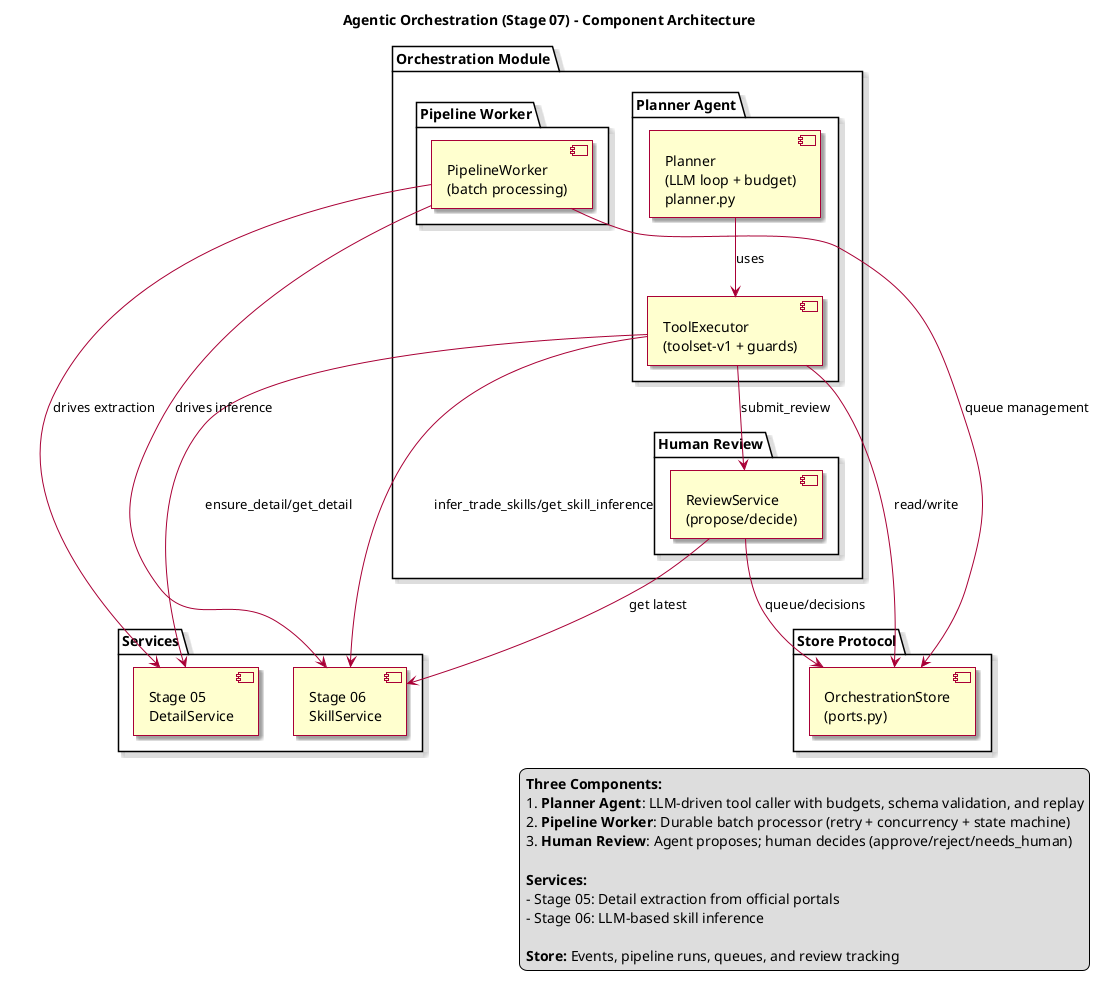 Agentic Orchestration (Stage 07) - Component Architecture
Orchestration Module
Pipeline Worker
Planner Agent
PipelineWorker
(batch processing)
Planner
(LLM loop + budget)
planner.py
uses
ToolExecutor
(toolset-v1 + guards)
drives extraction
drives inference
submit_review
queue management
Human Review
ensure_detail/get_detail
infer_trade_skills/get_skill_inference
ReviewService
(propose/decide)
read/write
get latest
queue/decisions
Services
Store Protocol
Stage 05
DetailService
Stage 06
SkillService
OrchestrationStore
(ports.py)
Three Components:
1. Planner Agent: LLM-driven tool caller with budgets, schema validation, and replay
2. Pipeline Worker: Durable batch processor (retry + concurrency + state machine)
3. Human Review: Agent proposes; human decides (approve/reject/needs_human)
Services:
- Stage 05: Detail extraction from official portals
- Stage 06: LLM-based skill inference
Store: Events, pipeline runs, queues, and review tracking